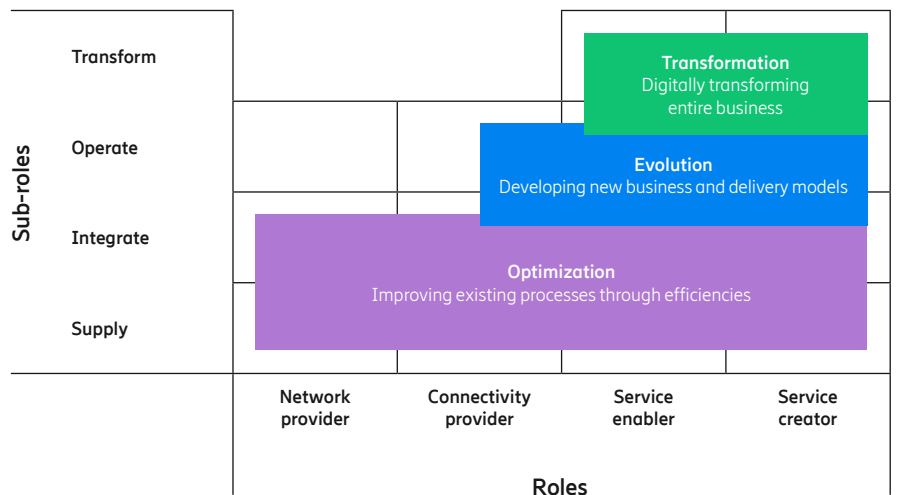 Transform
Transformation
Digitally transforming
entire business
Sub-roles
Operate
Evolution
Developing new business and delivery models
Integrate
Optimization
Improving existing processes through efficiencies
Supply
Network
provider
Connectivity
provider
Service
enabler
Service
creator
Roles